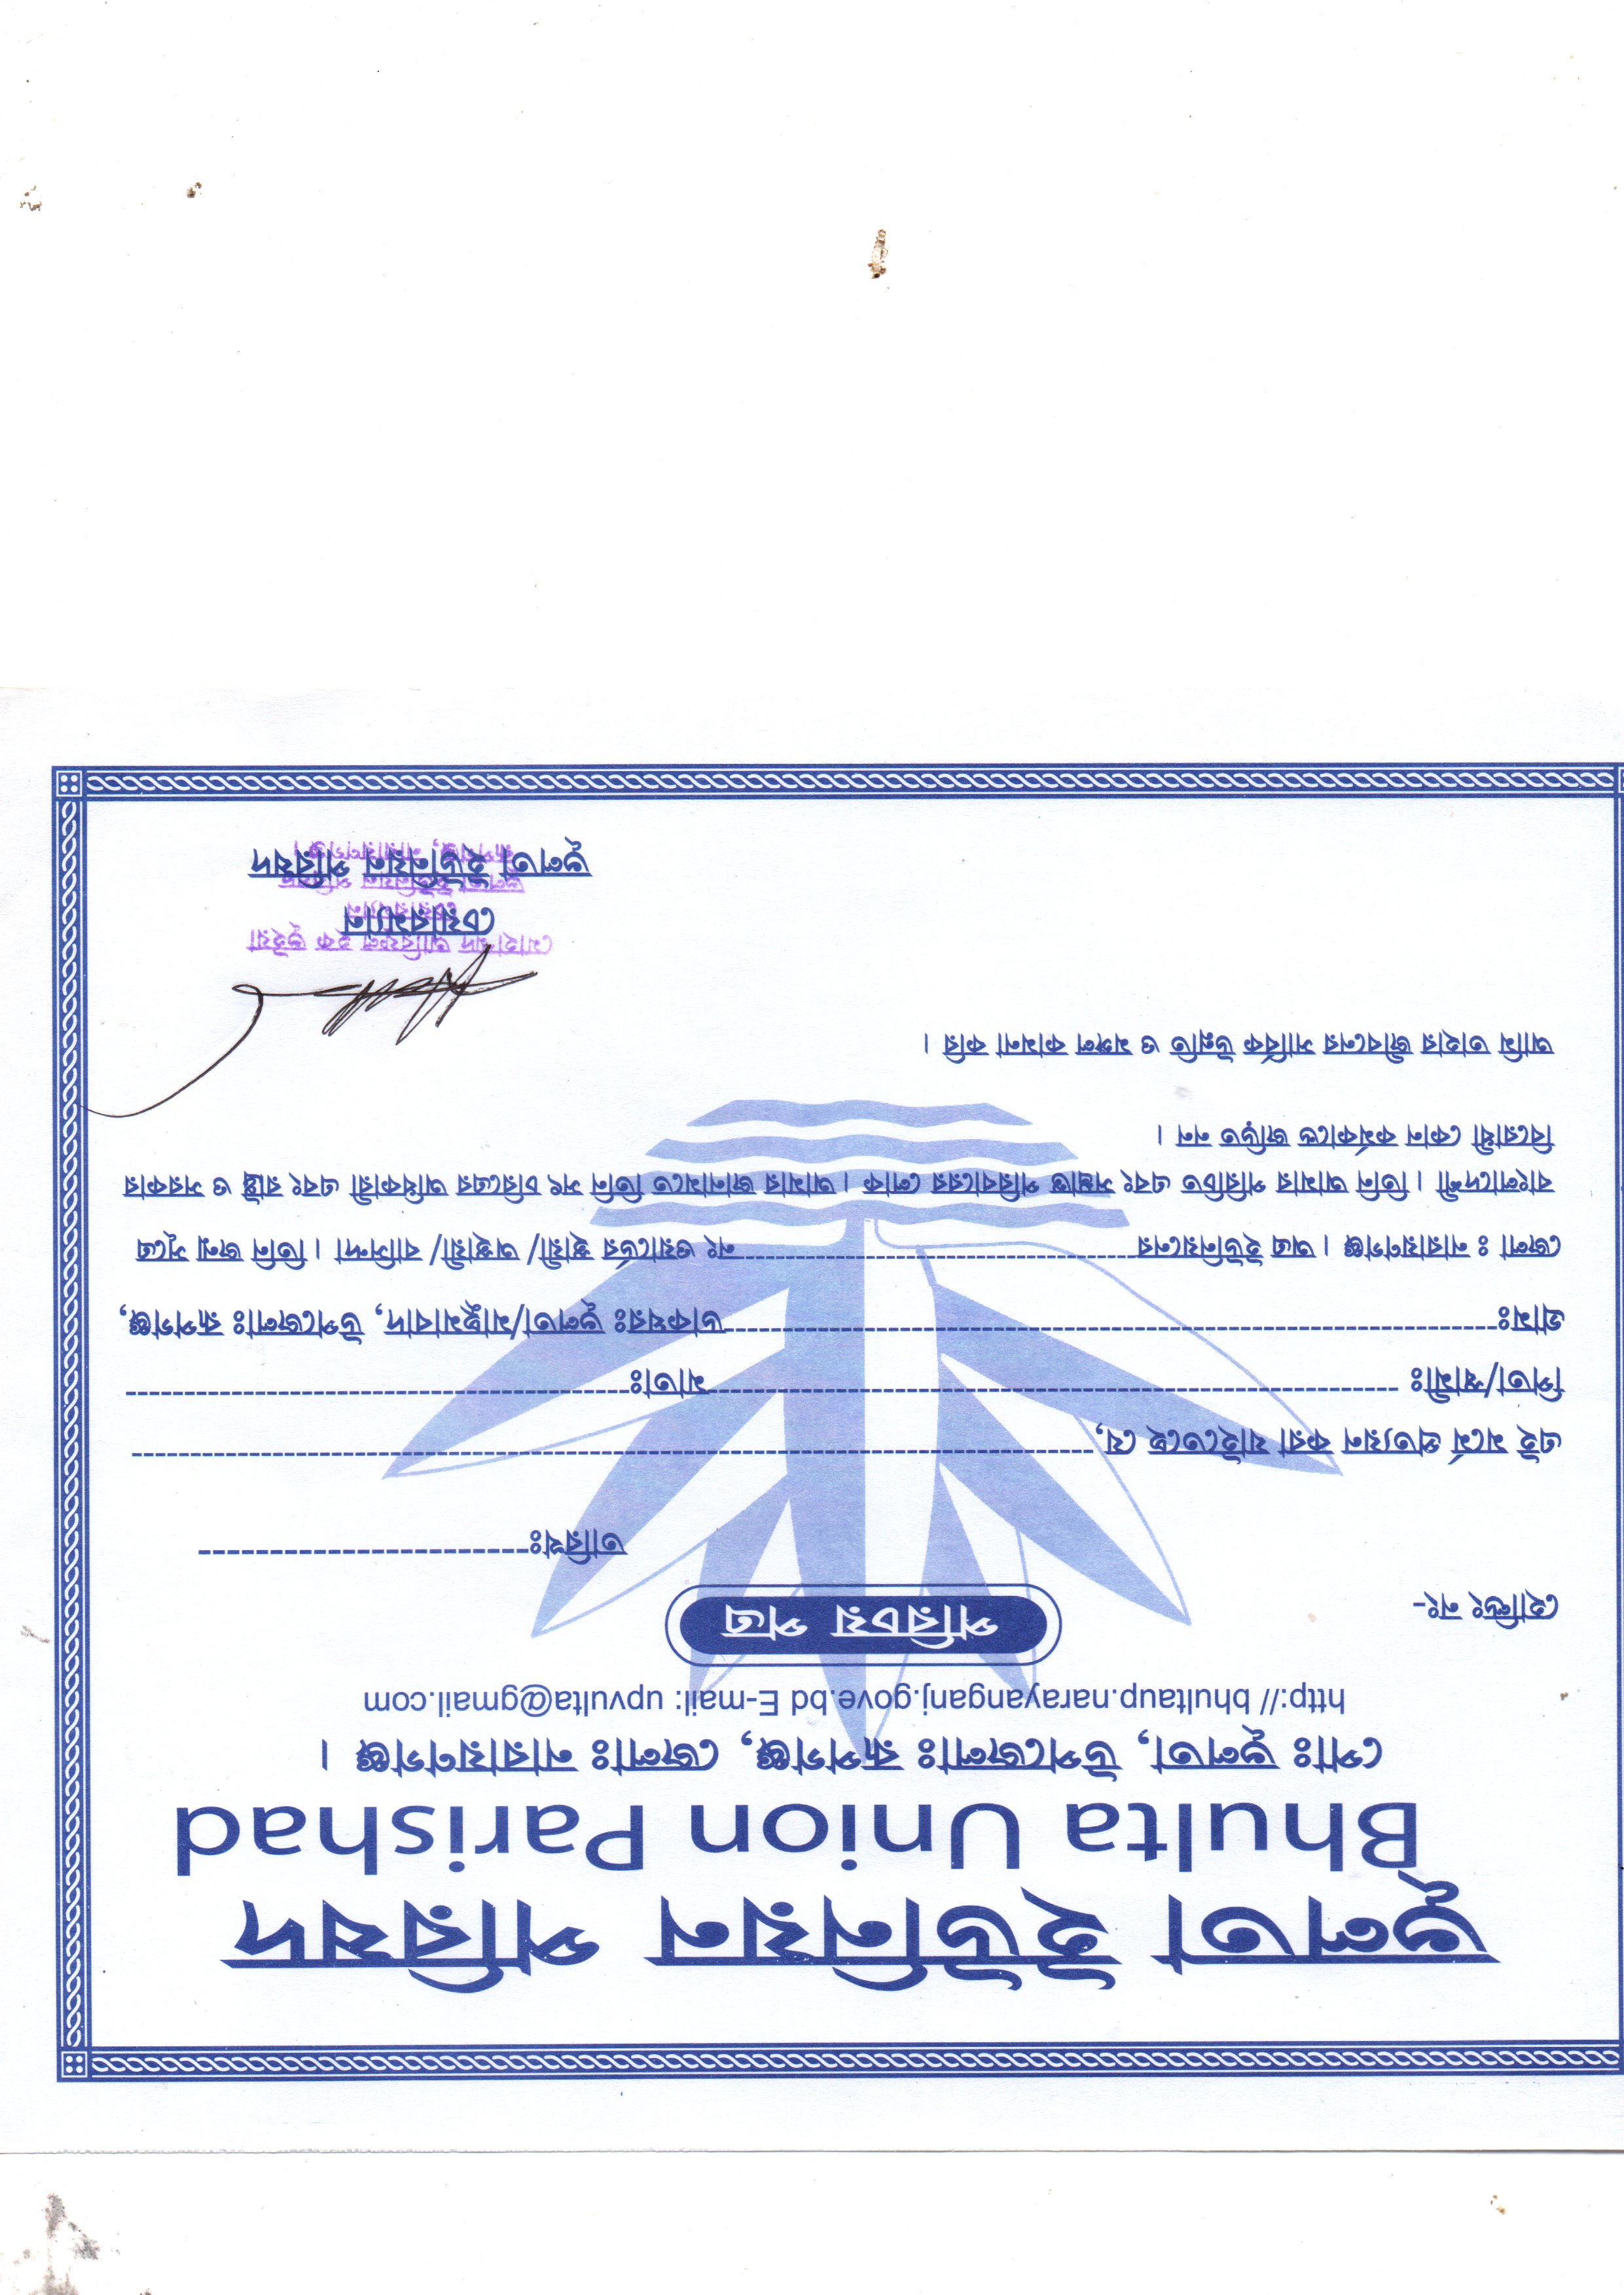 ভূলতা ইউনিয়ন পরিষদ
Bhulta Union Parishad
পোঃ ভূলতা, উপজেলাঃ রূপগঞ্জ, জেলাঃ নারায়ণগঞ্জ ।
http:// bhultaup.narayanganj.gove.bd E-mail: upvulta@gmail.com
পরিচয় পত্র
হোল্ডিং নং-
তারিখঃ
এই মর্মে প্রত্যয়ন করা যাইতেছে যে,
পিতা/স্বামীঃ মাতাঃ
গ্রামঃ ডাকঘরঃ ভূলতা/মাছুমাবাদ, উপজেলাঃ রূপগঞ্জ,
জেলা ঃ নারায়ণগঞ্জ । অত্র ইউনিয়নের নং ওয়ার্ডের স্থায়ী/ অস্থায়ী/ বাসিন্দা । তিনি জন্ম সূত্রে
বাংলাদেশী । তিনি আমার পরিচিত এবং সম্ভ্রান্ত পরিবারের লোক । আমার জানামতে তিনি সৎ চরিত্রের অধিকারী এবং রাষ্ট্র ও সরকার
বিরোধী কোন কর্মকান্ডে জড়িত নন ।
আমি তাহার জীবনের সার্বিক উন্নতি ও মঙ্গল কামনা করি ।
মোহাম্মদ আরিফুল হক ভূইয়া
চেয়ারম্যান
চেয়ারম্যান
ভূলতা ইউনিয়ন পরিষদ
ভূলতা ইউনিয়ন পরিষদ
রূপগঞ্জ, নারায়ণগঞ্জ।